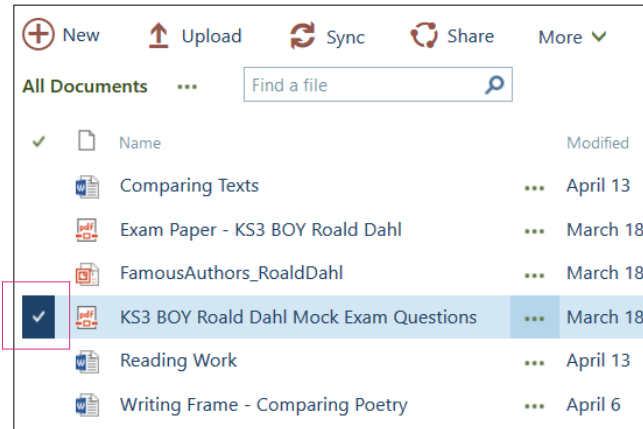 New Upload Sync Share More
All Documents ... Find a file
Name Modified
Comparing Texts ... April 13
Exam Paper - KS3 BOY Roald Dahl ... March 18
FamousAuthors_RoaldDahl ... March 18
KS3 BOY Roald Dahl Mock Exam Questions ... March 18
Reading Work ... April 13
Writing Frame - Comparing Poetry ... April 6